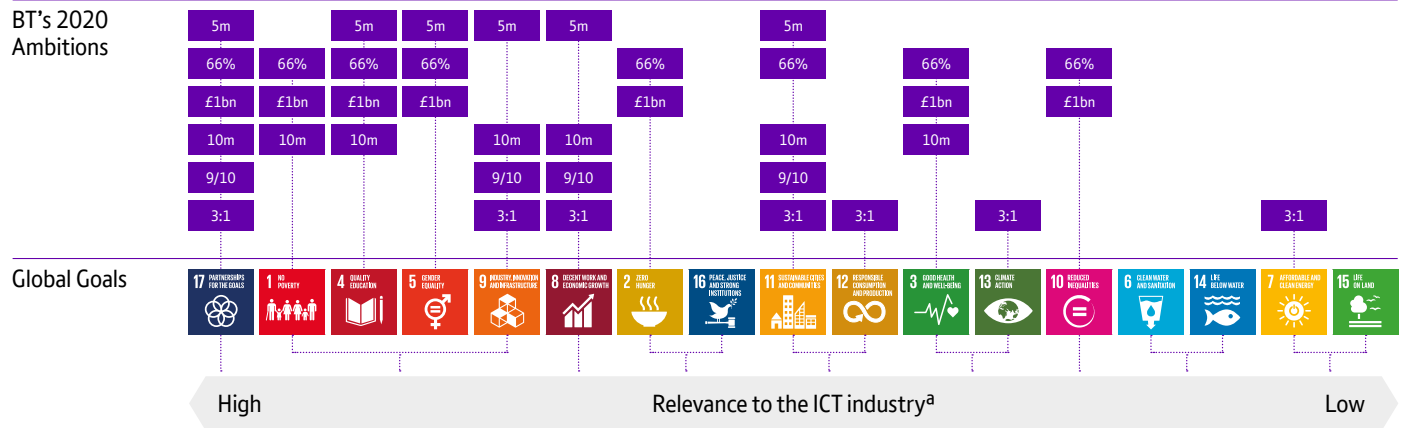 BT's 2020
Ambitions
5m 5m 5m 5m 5m 5m
66% 66% 66% 66% 66% 66% 66% 66%
£1bn £1bn £1bn £1bn £1bn £1bn £1bn
10m 10m 10m 10m 10m 10m 10m
9/10 9/10 9/10 9/10
3:1 3:1 3:1 3:1 3:1 3:1 3:1
Global Goals
17 PARTNERSHIPS
FOR THE GOALS
1 NO
POVERTY
4 QUALITY
EDUCATION
5 GENDER
EQUALITY
9 INDUSTRY, INNOVATION
AND INFRASTRUCTURE
8 DECENT WORK AND
ECONOMIC GROWTH
2 ZERO
HUNGER
16 PEACE, JUSTICE
AND STRONG
INSTITUTIONS
11 SUSTAINABLE CITIES
AND COMMUNITIES
12 RESPONSIBLE
CONSUMPTION
AND PRODUCTION
3 GOOD HEALTH
AND WELL-BEING
13 CLIMATE
ACTION
10 REDUCED
INEQUALITIES
6 CLEAN WATER
AND SANITATION
14 LIFE
BELOW WATER
7 AFFORDABLE AND
CLEAN ENERGY
15 LIFE
ON LAND
High Relevance to the ICT industryª Low